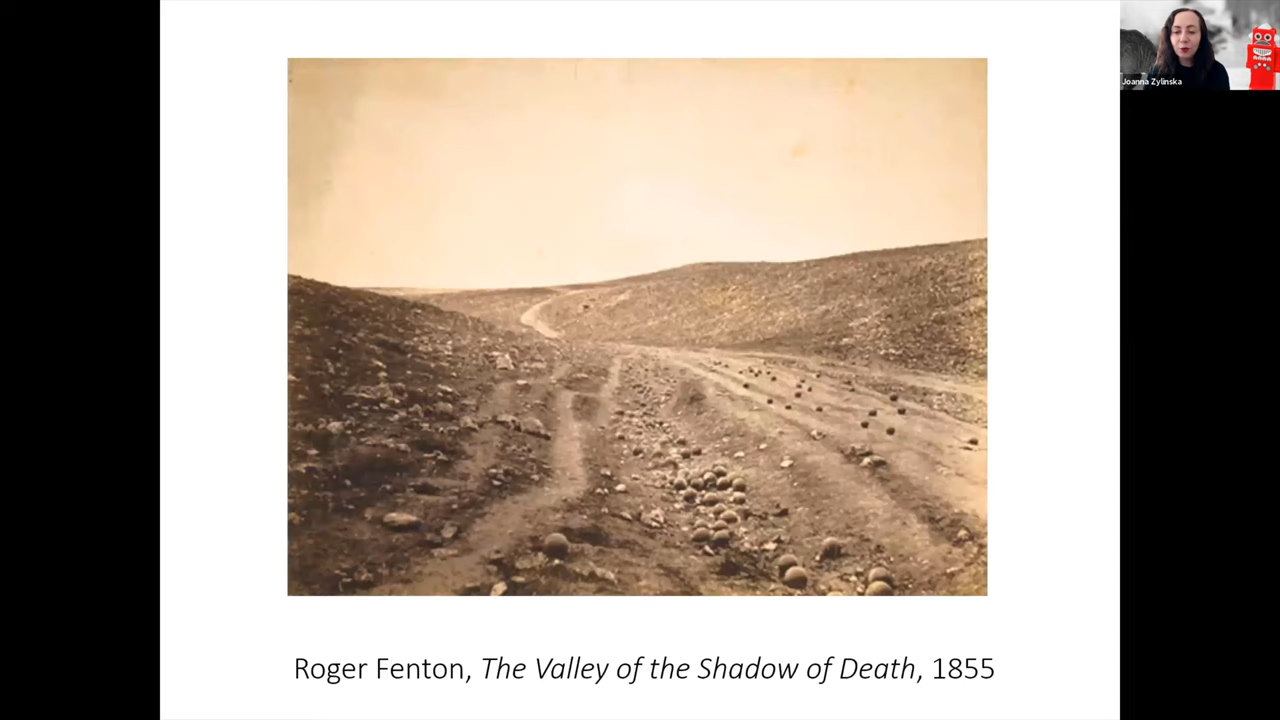 Joanna Zylinska
Roger Fenton, The Valley of the Shadow of Death, 1855